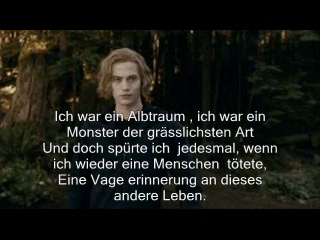 Ich war ein Albtraum , ich war ein
Monster der grässlichsten Art
Und doch spürte ich  jedesmal, wenn
ich wieder eine Menschen  tötete,
Eine Vage erinnerung an dieses
andere Leben.